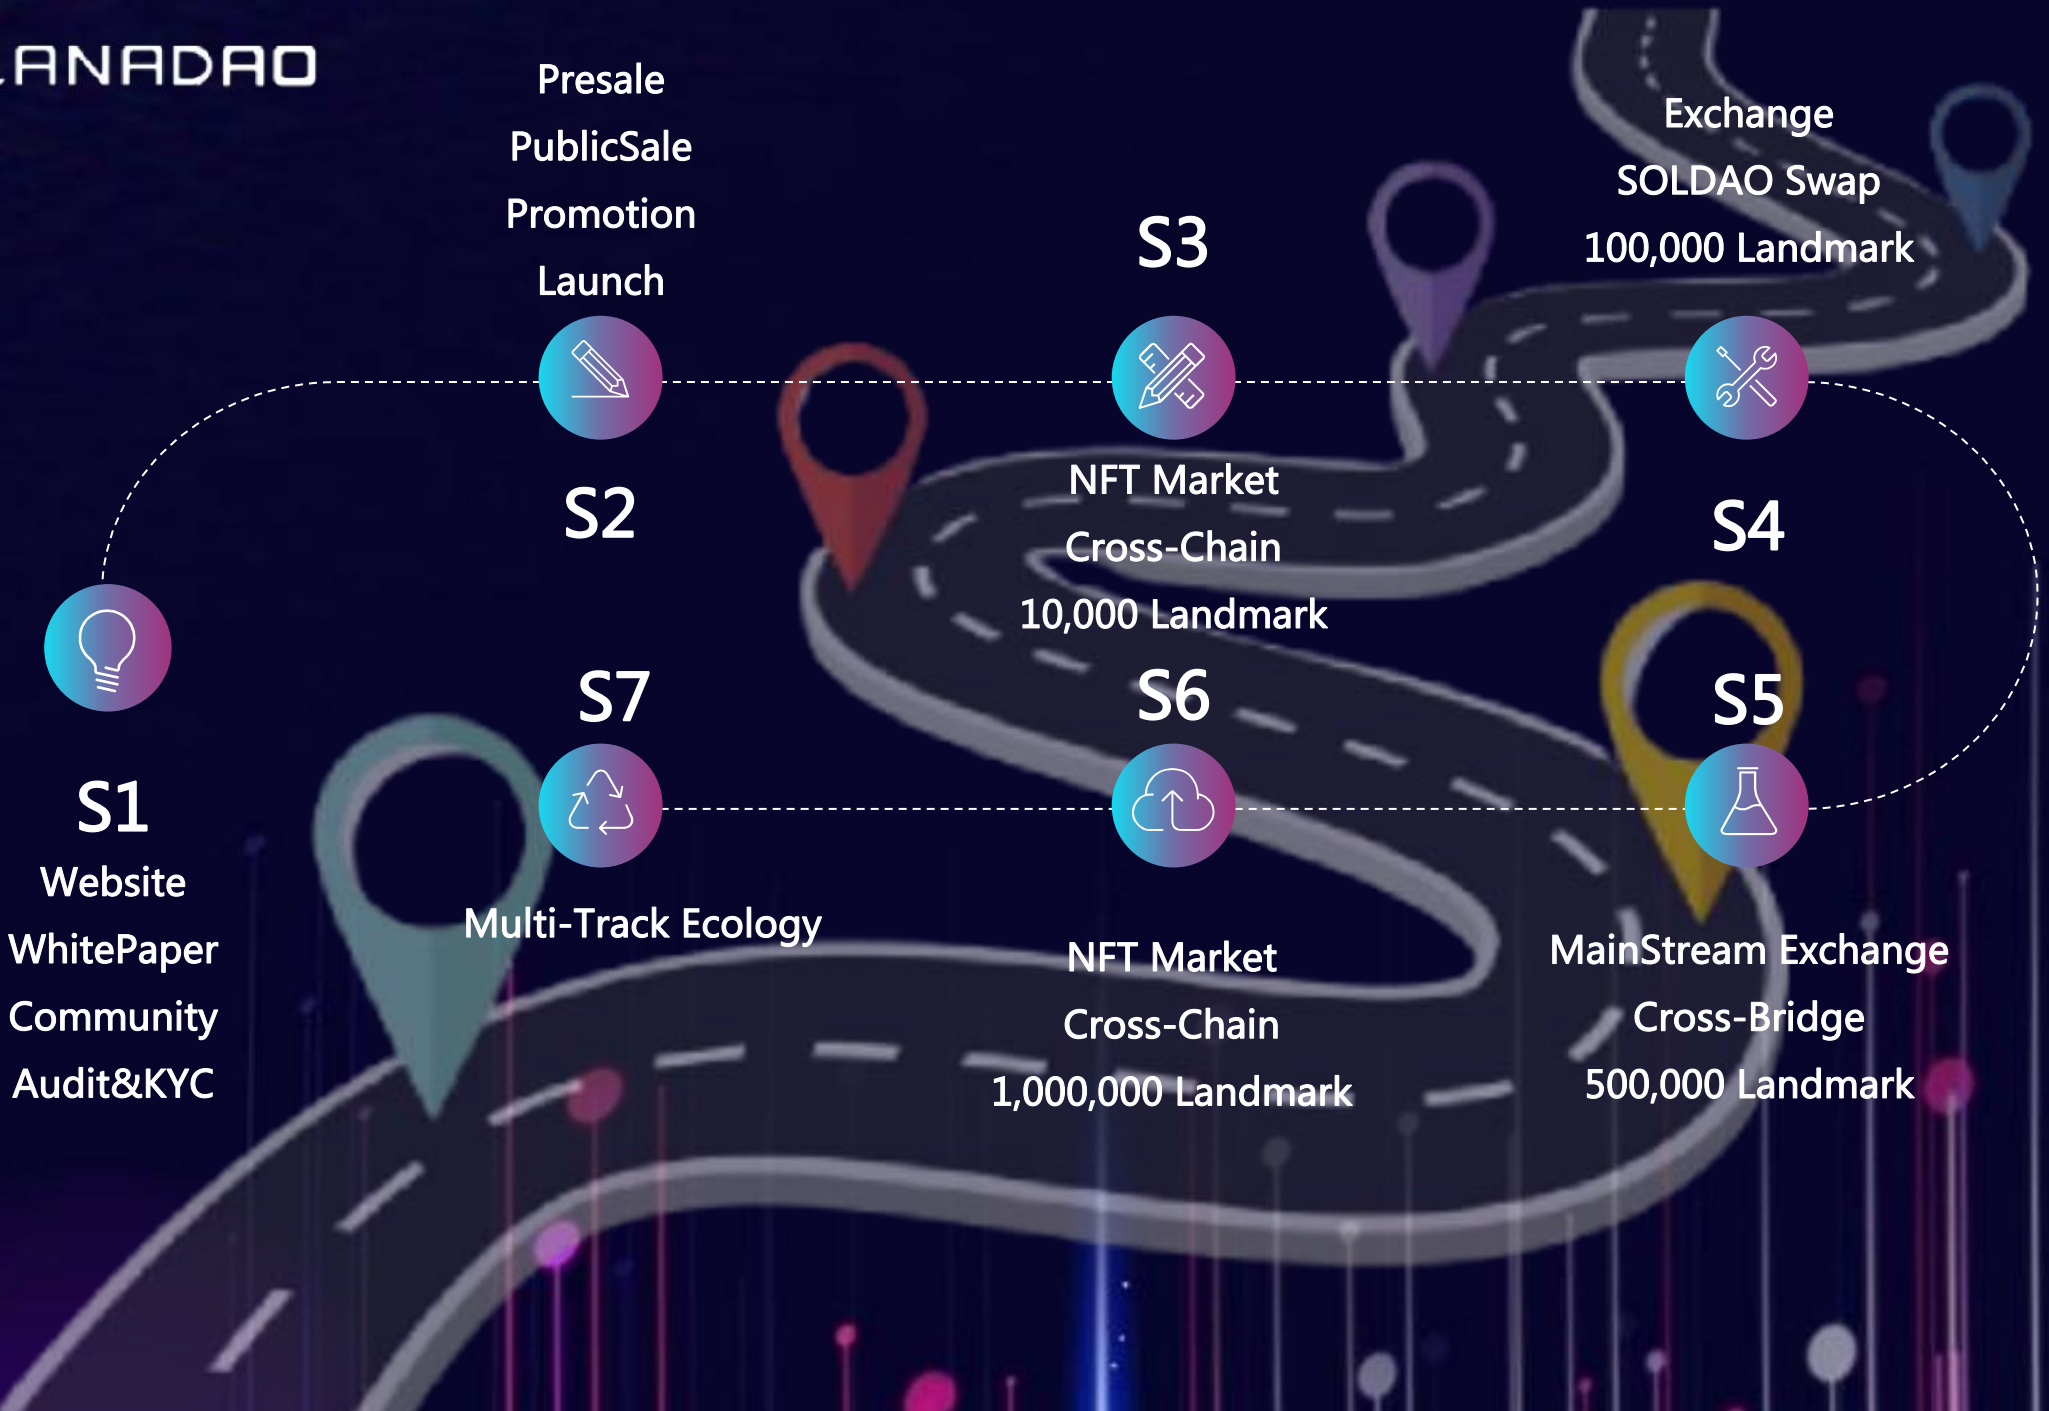 LANADAO
Presale
PublicSale
Promotion
Launch
S2
S3
NFT Market
Cross-Chain
10,000 Landmark
Exchange
SOLDAO Swap
100,000 Landmark
S4
S1
Website
WhitePaper
Community
Audit&KYC
S7
Multi-Track Ecology
S6
NFT Market
Cross-Chain
1,000,000 Landmark
S5
MainStream Exchange
Cross-Bridge
500,000 Landmark